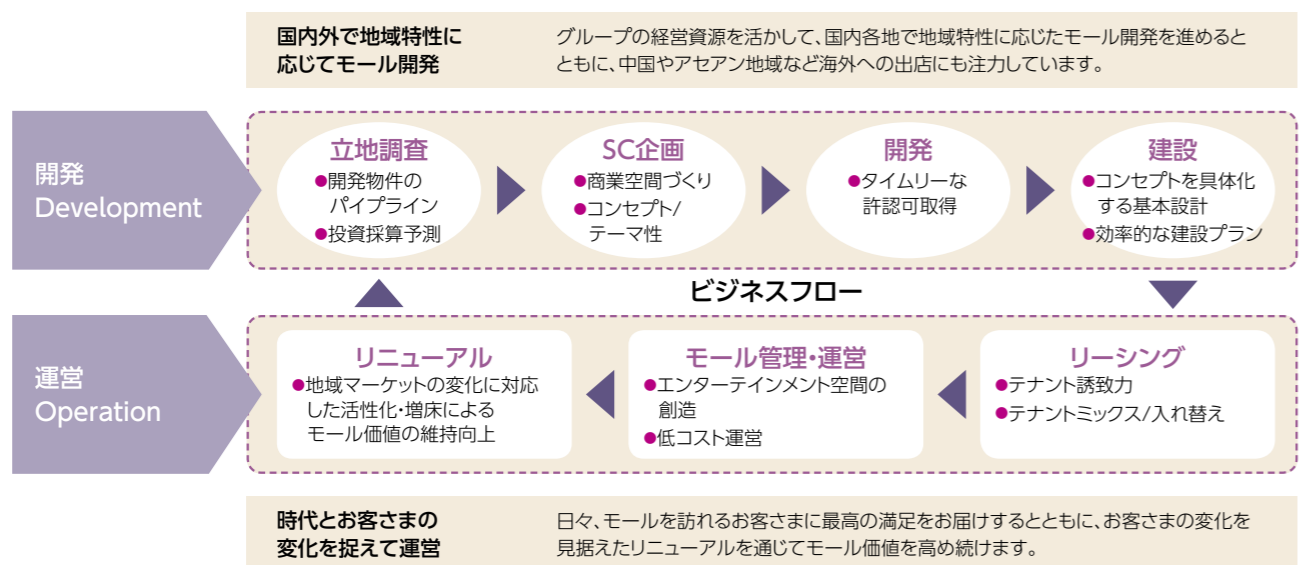 国内外で地域特性に
応じてモール開発
グループの経営資源を活かして、国内各地で地域特性に応じたモール開発を進めると
ともに、中国やアセアン地域など海外への出店にも注力しています。
開発
Development
立地調査
●開発物件の
パイプライン
●投資採算予測
SC企画
●商業空間づくり
●コンセプト/
テーマ性
開発
●タイムリーな
許認可取得
建設
●コンセプトを具体化
する基本設計
●効率的な建設プラン
ビジネスフロー
運営
Operation
リニューアル
●地域マーケットの変化に対応
した活性化・増床による
モール価値の維持向上
モール管理・運営
●エンターテインメント空間の
創造
●低コスト運営
リーシング
●テナント誘致力
●テナントミックス/入れ替え
時代とお客さまの
変化を捉えて運営
日々、モールを訪れるお客さまに最高の満足をお届けするとともに、お客さまの変化を
見据えたリニューアルを通じてモール価値を高め続けます。